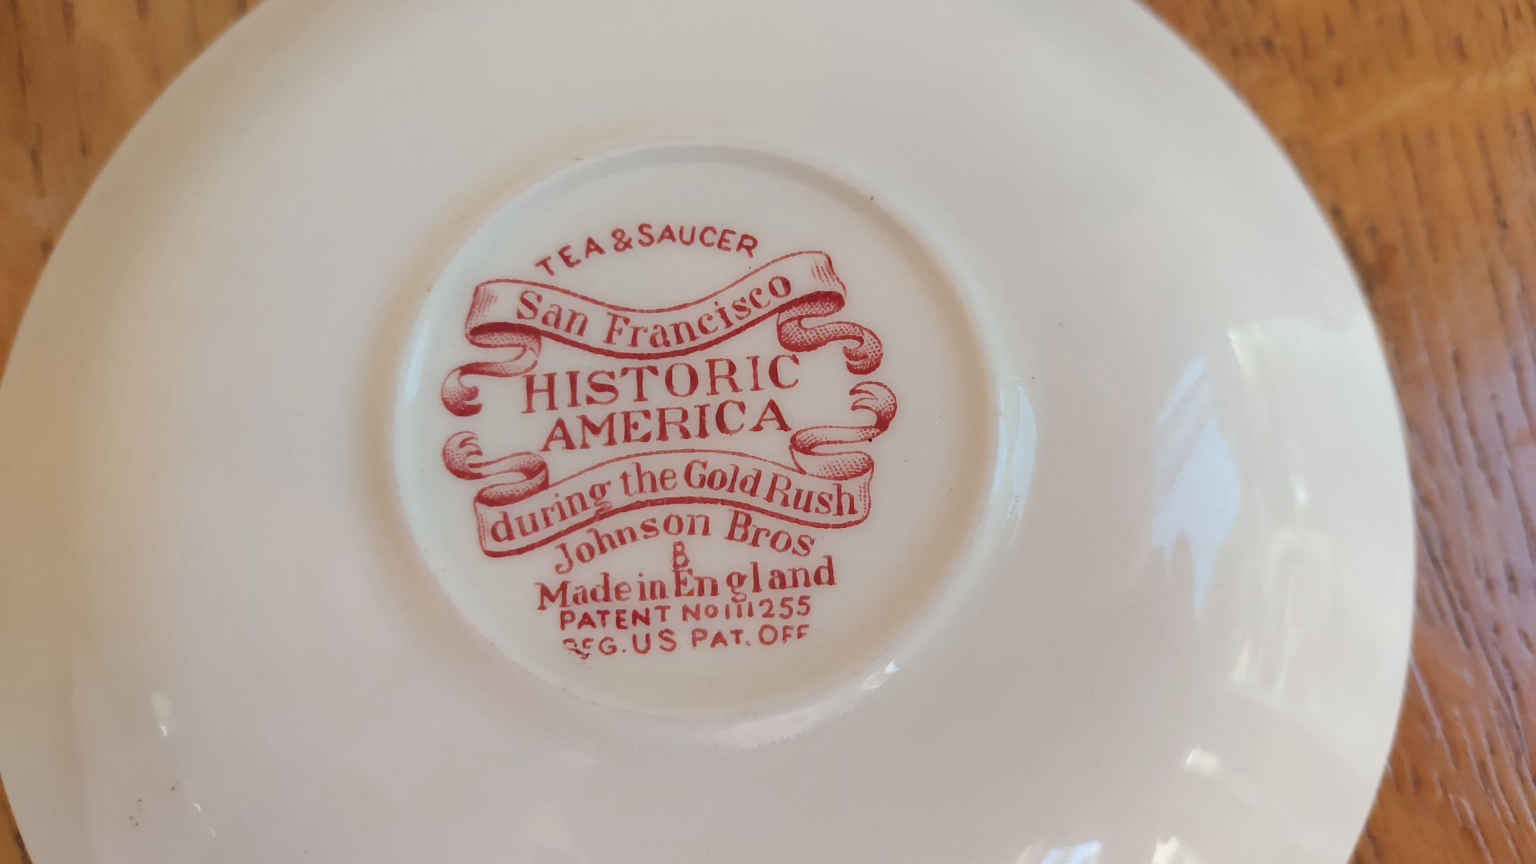 TEA & SAUCER
San Francisco
HISTORIC
AMERICA
during the Gold Rush
Johnson Bros
B
Made in England
PATENT No 111255
REG. US PAT. OFF